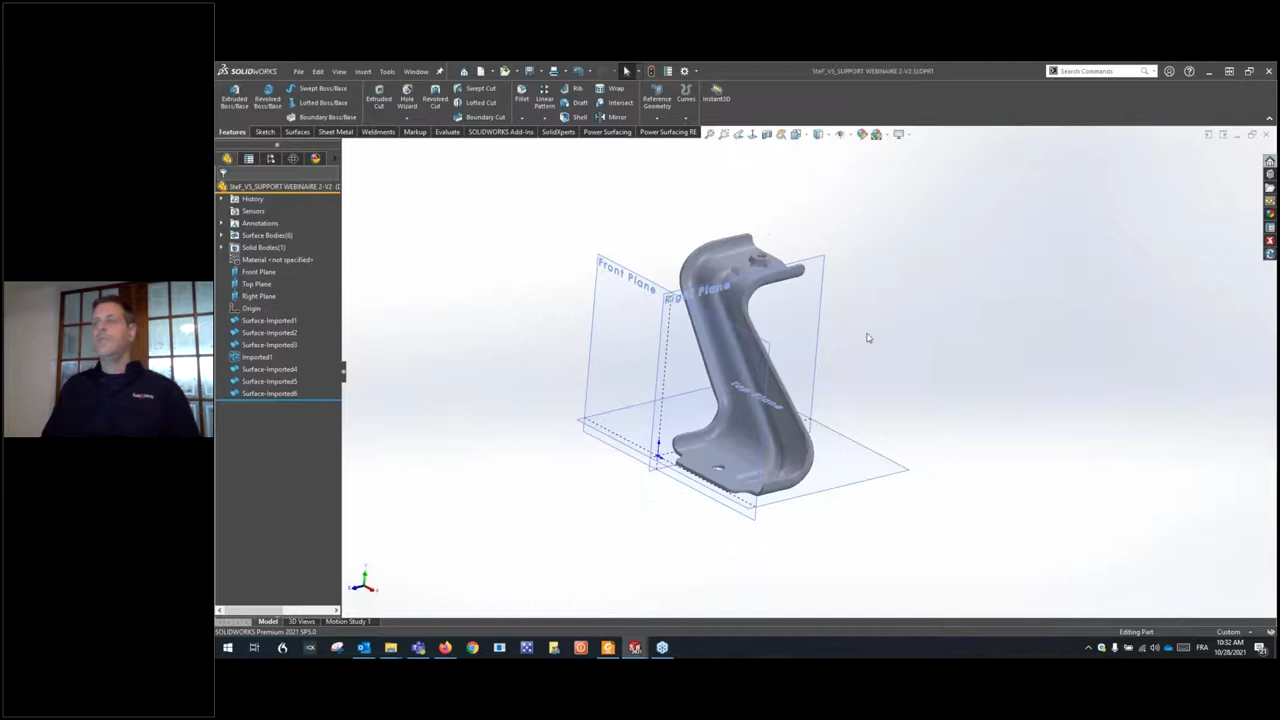 SOLIDWORKS File Edit View Insert Tools Window SteF_V5_SUPPORT WEBINAIRE 2-V2.SLDPRT Search Commands
Extruded Boss/Base
Revolved Boss/Base
Swept Boss/Base
Lofted Boss/Base
Boundary Boss/Base
Extruded Cut
Hole Wizard
Revolved Cut
Swept Cut
Lofted Cut
Boundary Cut
Fillet
Linear Pattern
Rib
Draft
Shell
Wrap
Intersect
Mirror
Reference Geometry
Curves
Instant3D
Features Sketch Surfaces Sheet Metal Weldments Markup Evaluate SOLIDWORKS Add-Ins SolidXperts Power Surfacing Power Surfacing RE
SteF_V5_SUPPORT WEBINAIRE 2-V2 (D
History
Sensors
Annotations
Surface Bodies(6)
Solid Bodies(1)
Material <not specified>
Front Plane
Top Plane
Right Plane
Origin
Surface-Imported1
Surface-Imported2
Surface-Imported3
Imported1
Surface-Imported4
Surface-Imported5
Surface-Imported6
Front Plane
Right Plane
Top Plane
Model 3D Views Motion Study 1
SOLIDWORKS Premium 2021 SP5.0 Editing Part Custom
FRA
10:32 AM
10/28/2021